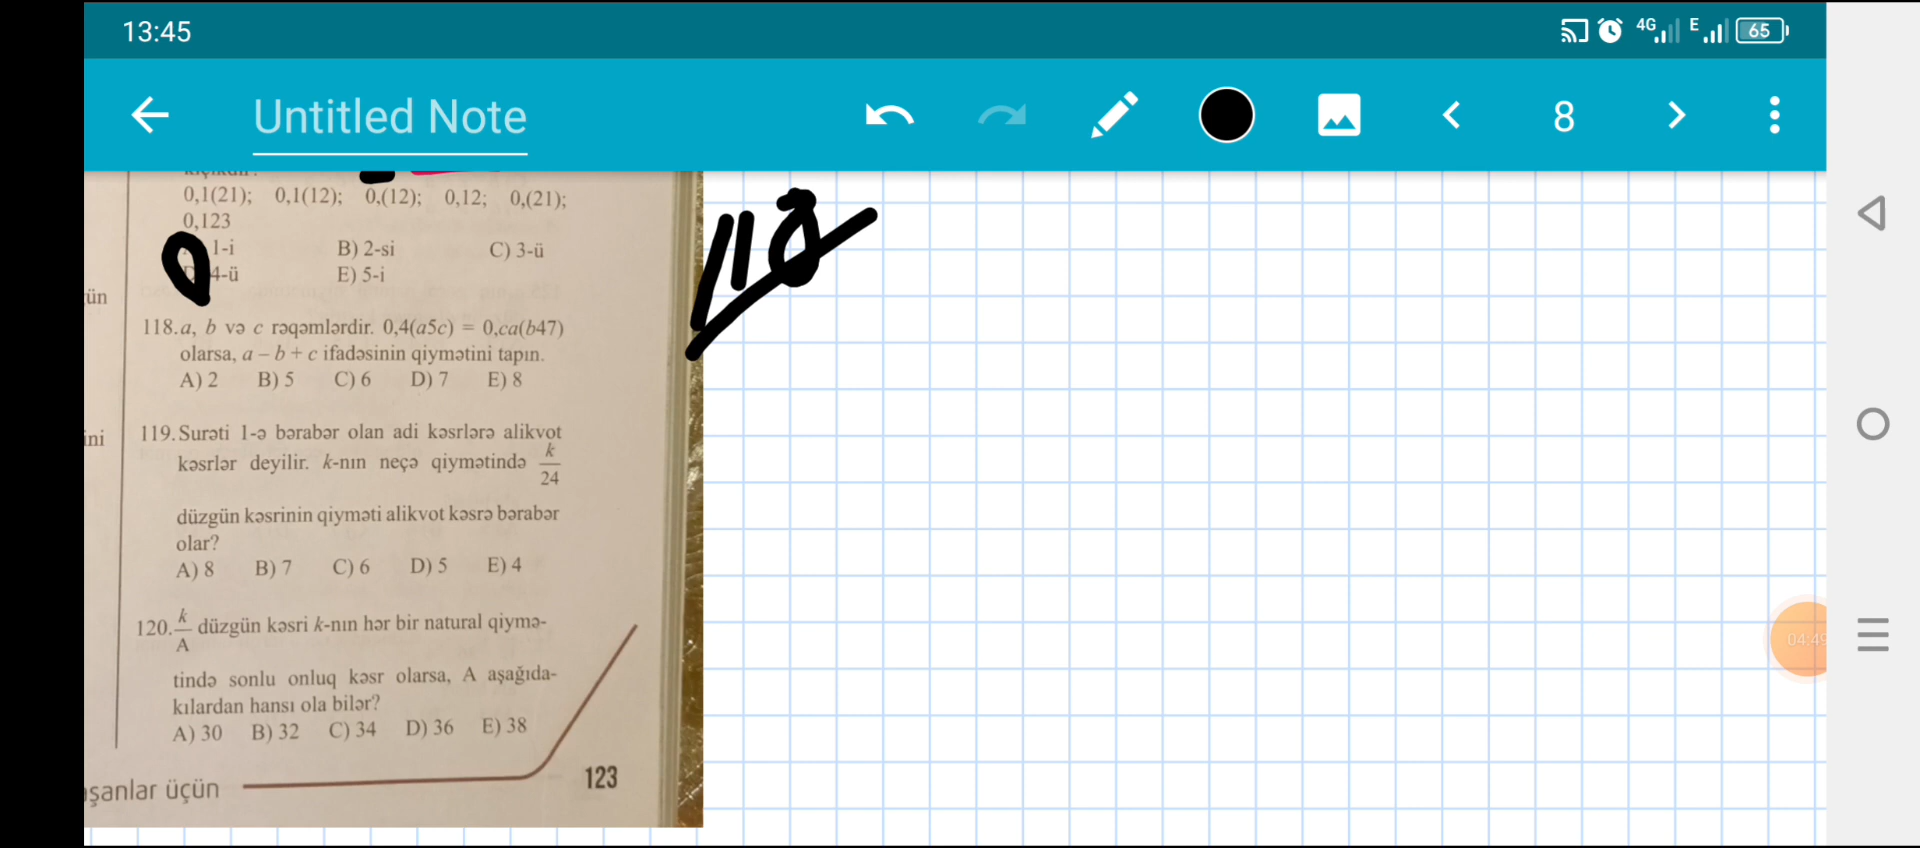 13:45
4G E 65
Untitled Note
8
0,1(21); 0,1(12); 0,(12); 0,12; 0,(21);
0,123
1-i B) 2-si C) 3-ü
4-ü E) 5-i
ün
118. a, b və c rəqəmlərdir. 0,4(a5c) = 0,ca(b47)
olarsa, a – b + c ifadəsinin qiymətini tapın.
A) 2 B) 5 C) 6 D) 7 E) 8
ini
119. Surəti 1-ə bərabər olan adi kəsrlərə alikvot
kəsrlər deyilir. k-nın neçə qiymətində k/24
düzgün kəsrinin qiyməti alikvot kəsrə bərabər
olar?
A) 8 B) 7 C) 6 D) 5 E) 4
120. k/A düzgün kəsri k-nın hər bir natural qiymə-
tində sonlu onluq kəsr olarsa, A aşağıda-
kılardan hansı ola bilər?
A) 30 B) 32 C) 34 D) 36 E) 38
şanlar üçün
123
04:49